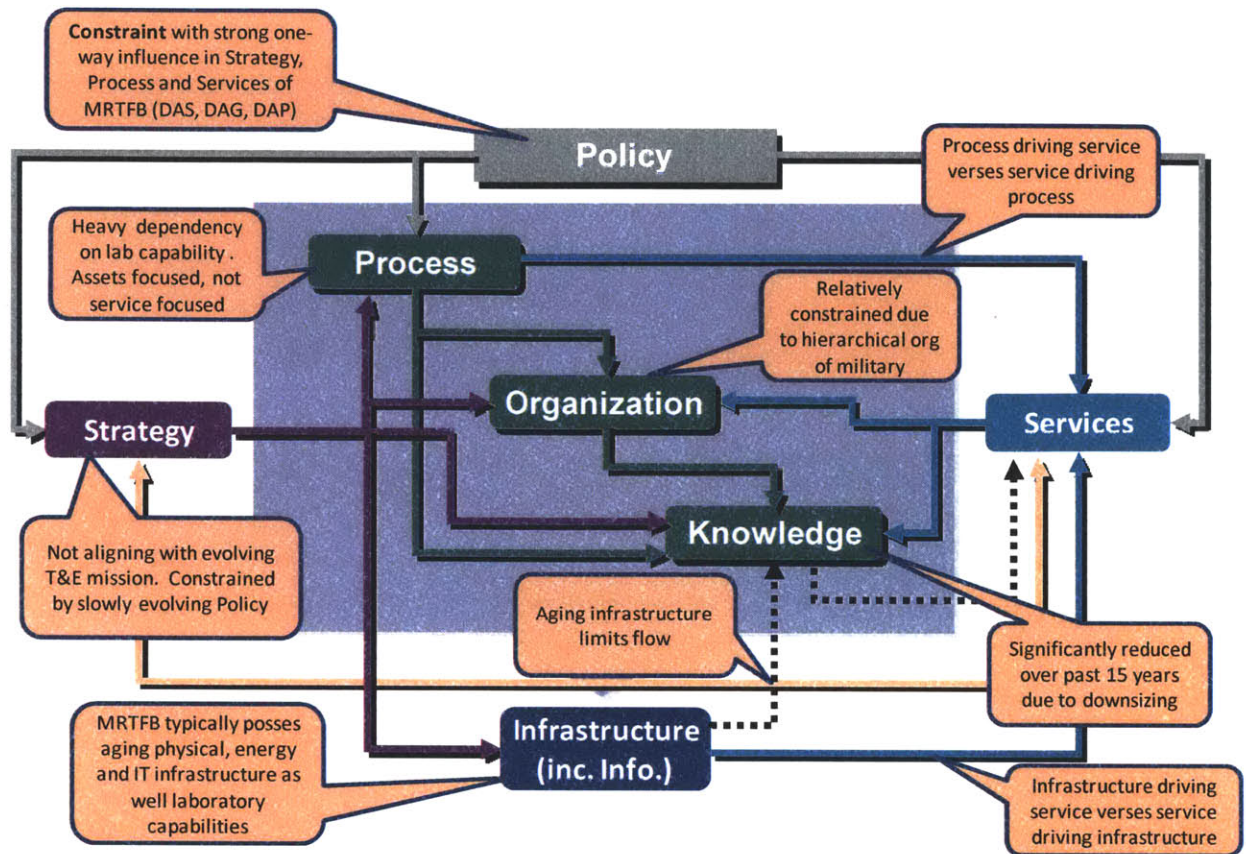 Constraint with strong one-
way influence in Strategy,
Process and Services of
MRTFB (DAS, DAG, DAP)
Policy
Process driving service
verses service driving
process
Heavy dependency
on lab capability .
Assets focused, not
service focused
Process
Relatively
constrained due
to hierarchical org
of military
Organization
Strategy
Services
Knowledge
Not aligning with evolving
T&E mission. Constrained
by slowly evolving Policy
Aging infrastructure
limits flow
Significantly reduced
over past 15 years
due to downsizing
MRTFB typically posses
aging physical, energy
and IT infrastructure as
well laboratory
capabilities
Infrastructure
(inc. Info.)
Infrastructure driving
service verses service
driving infrastructure